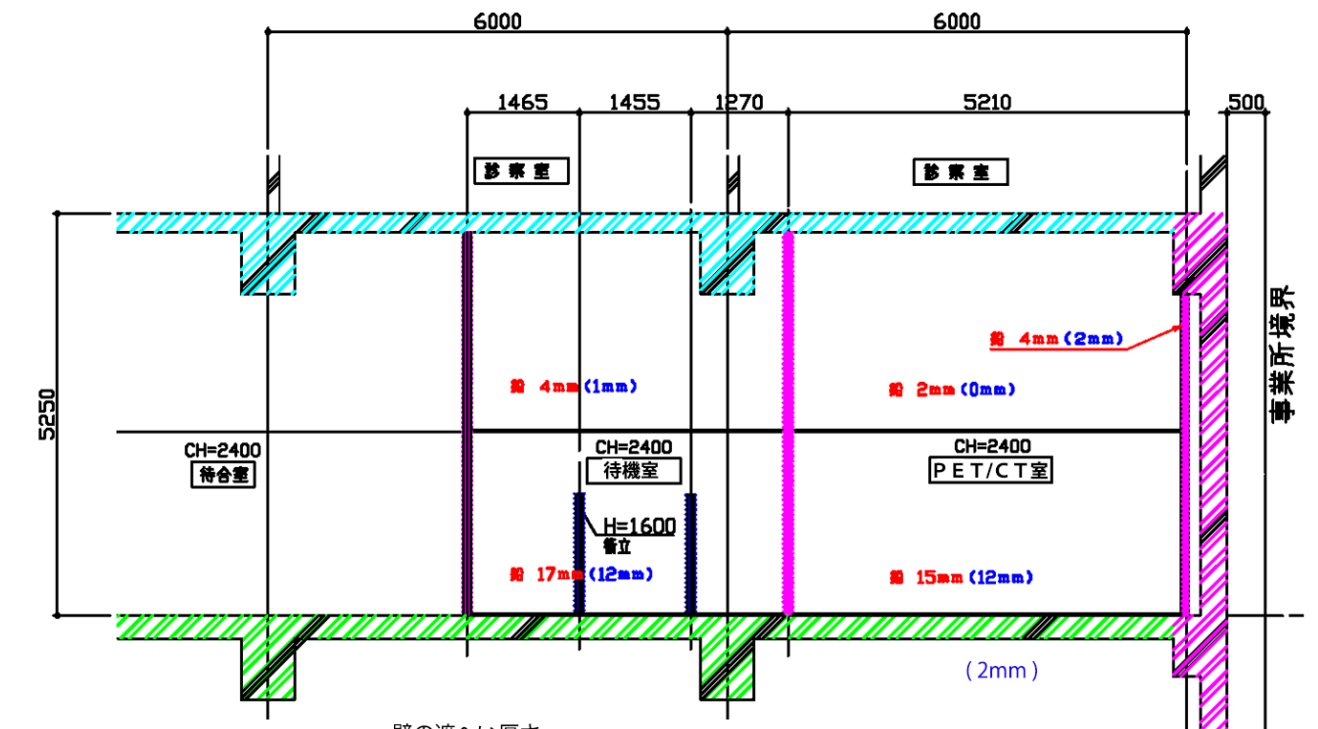 6000
6000
1465
1455
1270
5210
500
診察室
診察室
鉛 4mm(2mm)
鉛 4mm(1mm)
鉛 2mm(0mm)
事業所境界
5250
CH=2400
待合室
CH=2400
待機室
CH=2400
PET/CT室
H=1600
衝立
鉛 17mm(12mm)
鉛 15mm(12mm)
(2mm)